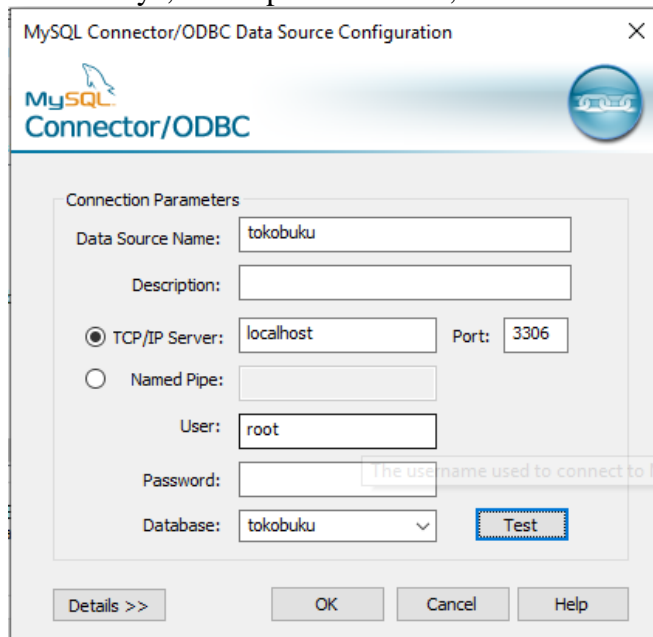 MySQL Connector/ODBC Data Source Configuration
MySQL
Connector/ODBC
Connection Parameters
Data Source Name: tokobuku
Description:
TCP/IP Server: localhost Port: 3306
Named Pipe:
User: root
The username used to connect to
Password:
Database: tokobuku Test
Details >> OK Cancel Help